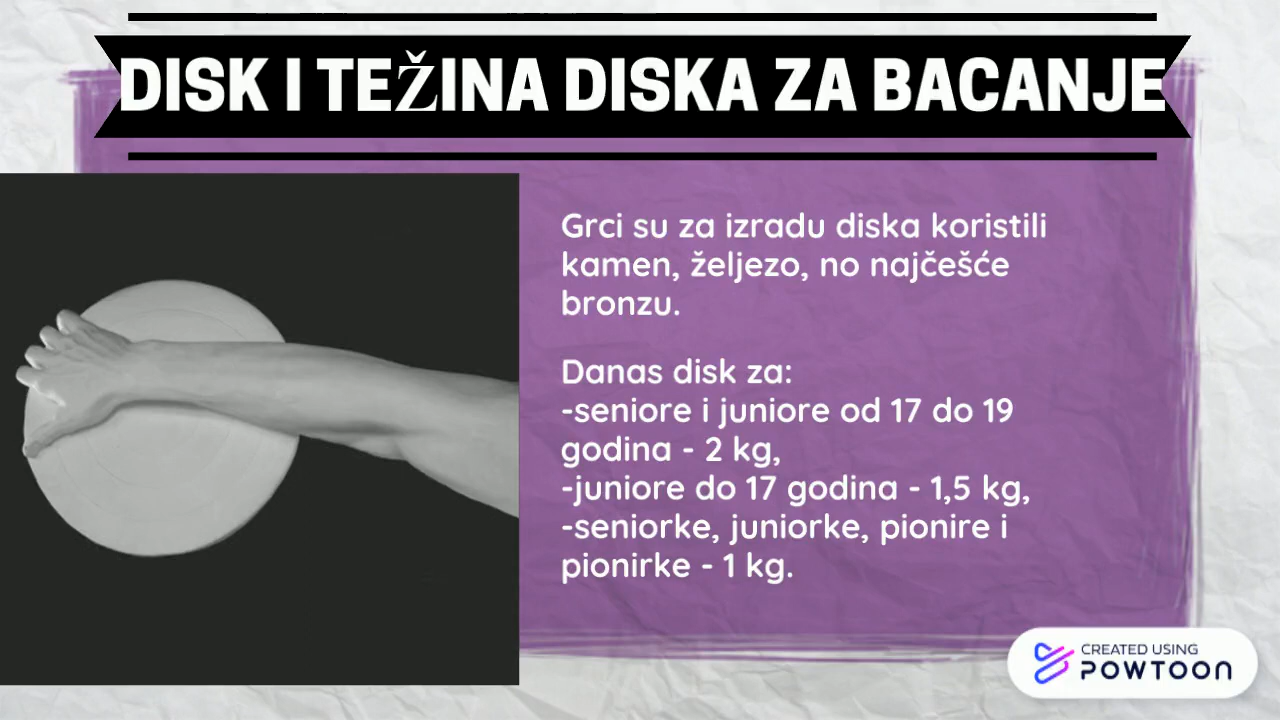 DISK I TEŽINA DISKA ZA BACANJE
Grci su za izradu diska koristili
kamen, željezo, no najčešće
bronzu.
Danas disk za:
-seniore i juniore od 17 do 19
godina - 2 kg,
-juniore do 17 godina - 1,5 kg,
-seniorke, juniorke, pionire i
pionirke - 1 kg.
CREATED USING
POWTOON